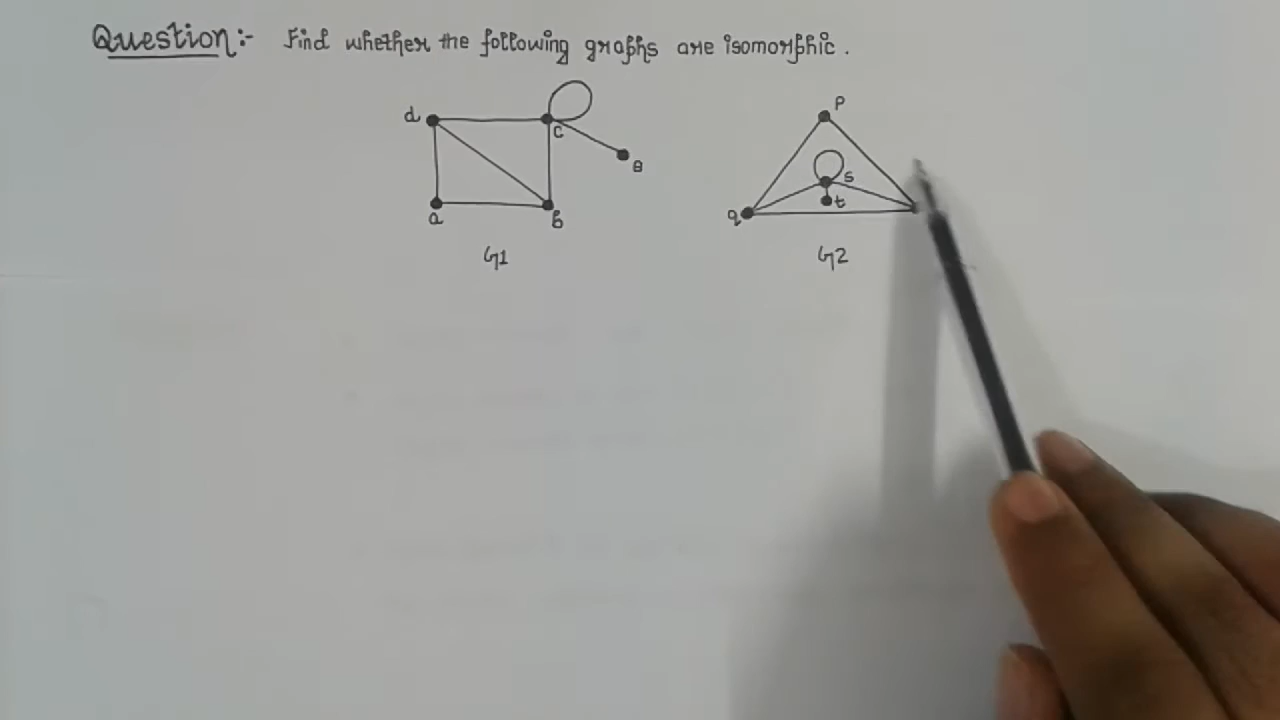 Question:- Find whether the following graphs are isomorphic.
d c e a b
G1
p s t q
G2